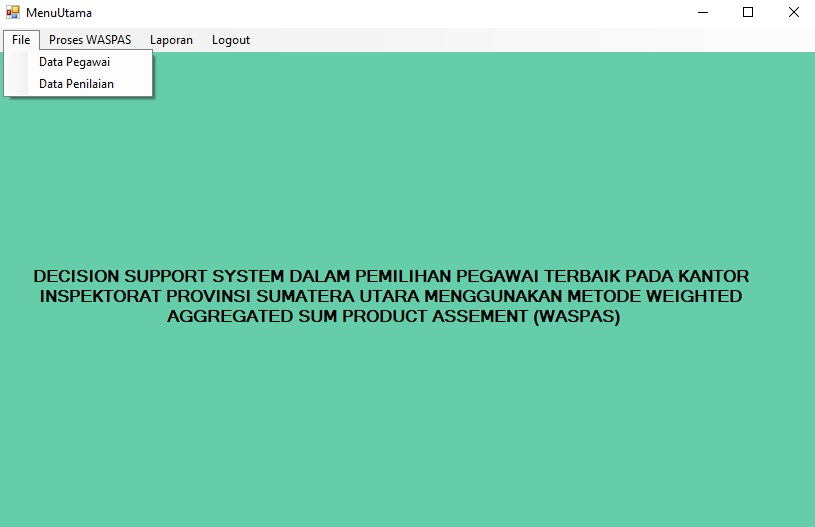 MenuUtama
File Proses WASPAS Laporan Logout
Data Pegawai
Data Penilaian
DECISION SUPPORT SYSTEM DALAM PEMILIHAN PEGAWAI TERBAIK PADA KANTOR
INSPEKTORAT PROVINSI SUMATERA UTARA MENGGUNAKAN METODE WEIGHTED
AGGREGATED SUM PRODUCT ASSEMENT (WASPAS)